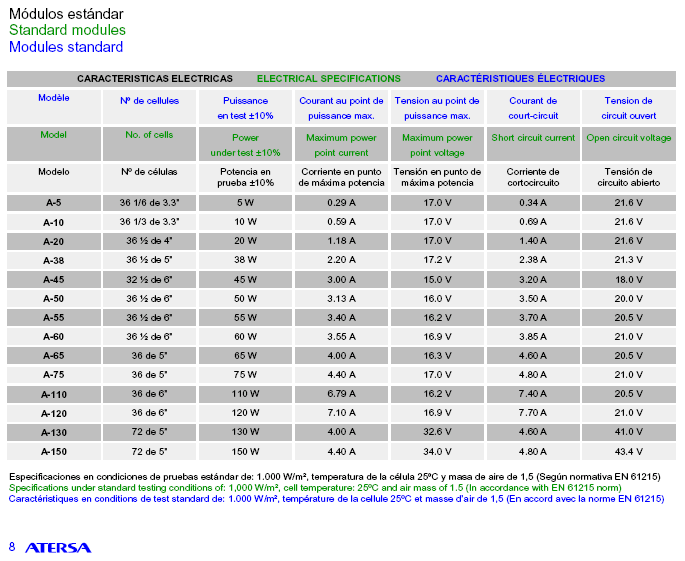 Módulos estándar
Standard modules
Modules standard
CARACTERISTICAS ELECTRICAS ELECTRICAL SPECIFICATIONS CARACTÉRISTIQUES ÉLECTRIQUES
Modèle Nº de cellules Puissance en test ±10% Courant au point de puissance max. Tension au point de puissance max. Courant de court-circuit Tension de circuit ouvert
Model No. of cells Power under test ±10% Maximum power point current Maximum power point voltage Short circuit current Open circuit voltage
Modelo Nº de células Potencia en prueba ±10% Corriente en punto de máxima potencia Tensión en punto de máxima potencia Corriente de cortocircuito Tensión de circuito abierto
A-5 36 1/6 de 3.3" 5 W 0.29 A 17.0 V 0.34 A 21.6 V
A-10 36 1/3 de 3.3" 10 W 0.59 A 17.0 V 0.69 A 21.6 V
A-20 36 ½ de 4" 20 W 1.18 A 17.0 V 1.40 A 21.6 V
A-38 36 ½ de 5" 38 W 2.20 A 17.2 V 2.38 A 21.3 V
A-45 32 ½ de 6" 45 W 3.00 A 15.0 V 3.20 A 18.0 V
A-50 36 ½ de 6" 50 W 3.13 A 16.0 V 3.50 A 20.0 V
A-55 36 ½ de 6" 55 W 3.40 A 16.2 V 3.70 A 20.5 V
A-60 36 ½ de 6" 60 W 3.55 A 16.9 V 3.85 A 21.0 V
A-65 36 de 5" 65 W 4.00 A 16.3 V 4.60 A 20.5 V
A-75 36 de 5" 75 W 4.40 A 17.0 V 4.80 A 21.0 V
A-110 36 de 6" 110 W 6.79 A 16.2 V 7.40 A 20.5 V
A-120 36 de 6" 120 W 7.10 A 16.9 V 7.70 A 21.0 V
A-130 72 de 5" 130 W 4.00 A 32.6 V 4.60 A 41.0 V
A-150 72 de 5" 150 W 4.40 A 34.0 V 4.80 A 43.4 V
Especificaciones en condiciones de pruebas estándar de: 1.000 W/m², temperatura de la célula 25ºC y masa de aire de 1,5 (Según normativa EN 61215)
Specifications under standard testing conditions of: 1,000 W/m², cell temperature: 25ºC and air mass of 1.5 (In accordance with EN 61215 norm)
Caractéristiques en conditions de test standard de: 1.000 W/m², température de la cellule 25ºC et masse d'air de 1,5 (En accord avec la norme EN 61215)
8 ATERSA